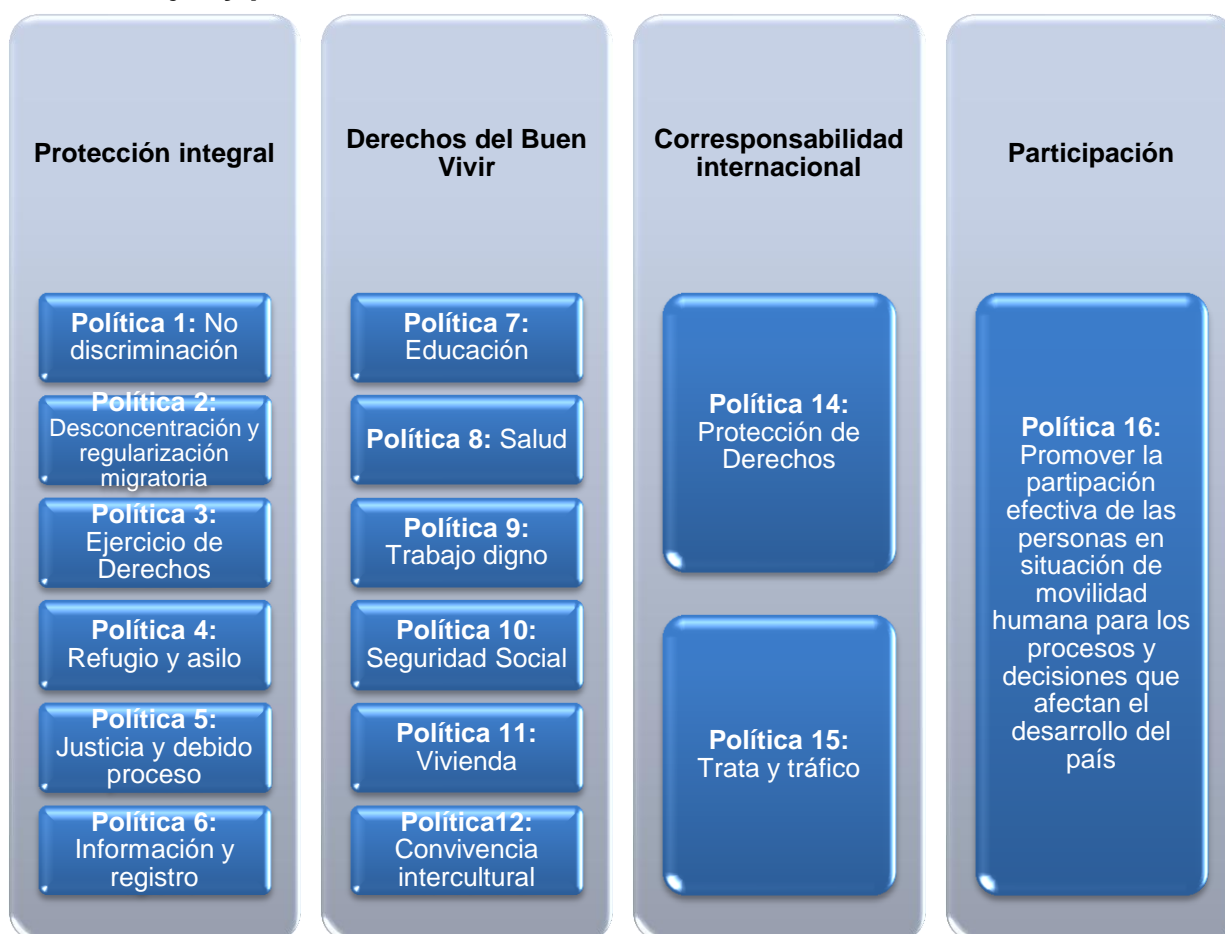 Protección integral
Política 1: No
discriminación
Política 2:
Desconcentración y
regularización
migratoria
Política 3:
Ejercicio de
Derechos
Política 4:
Refugio y asilo
Política 5:
Justicia y debido
proceso
Política 6:
Información y
registro
Derechos del Buen
Vivir
Política 7:
Educación
Política 8: Salud
Política 9:
Trabajo digno
Política 10:
Seguridad Social
Política 11:
Vivienda
Política12:
Convivencia
intercultural
Corresponsabilidad
internacional
Política 14:
Protección de
Derechos
Política 15:
Trata y tráfico
Participación
Política 16:
Promover la
partipación
efectiva de las
personas en
situación de
movilidad
humana para los
procesos y
decisiones que
afectan el
desarrollo del
país